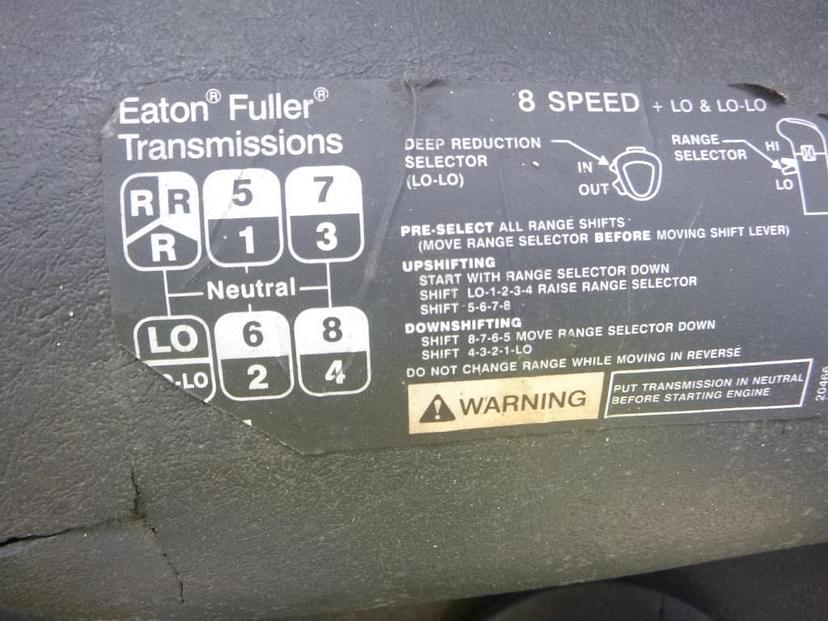 Eaton® Fuller®
Transmissions
8 SPEED + LO & LO-LO
DEEP REDUCTION
SELECTOR
(LO-LO)
IN
OUT
RANGE
SELECTOR
HI
LO
R R 5 7
R 1 3
Neutral
LO 6 8
-LO 2 4
PRE-SELECT ALL RANGE SHIFTS
(MOVE RANGE SELECTOR BEFORE MOVING SHIFT LEVER)
UPSHIFTING
START WITH RANGE SELECTOR DOWN
SHIFT LO-1-2-3-4 RAISE RANGE SELECTOR
SHIFT 5-6-7-8
DOWNSHIFTING
SHIFT 8-7-6-5 MOVE RANGE SELECTOR DOWN
SHIFT 4-3-2-1-LO
DO NOT CHANGE RANGE WHILE MOVING IN REVERSE
WARNING
PUT TRANSMISSION IN NEUTRAL
BEFORE STARTING ENGINE
20466